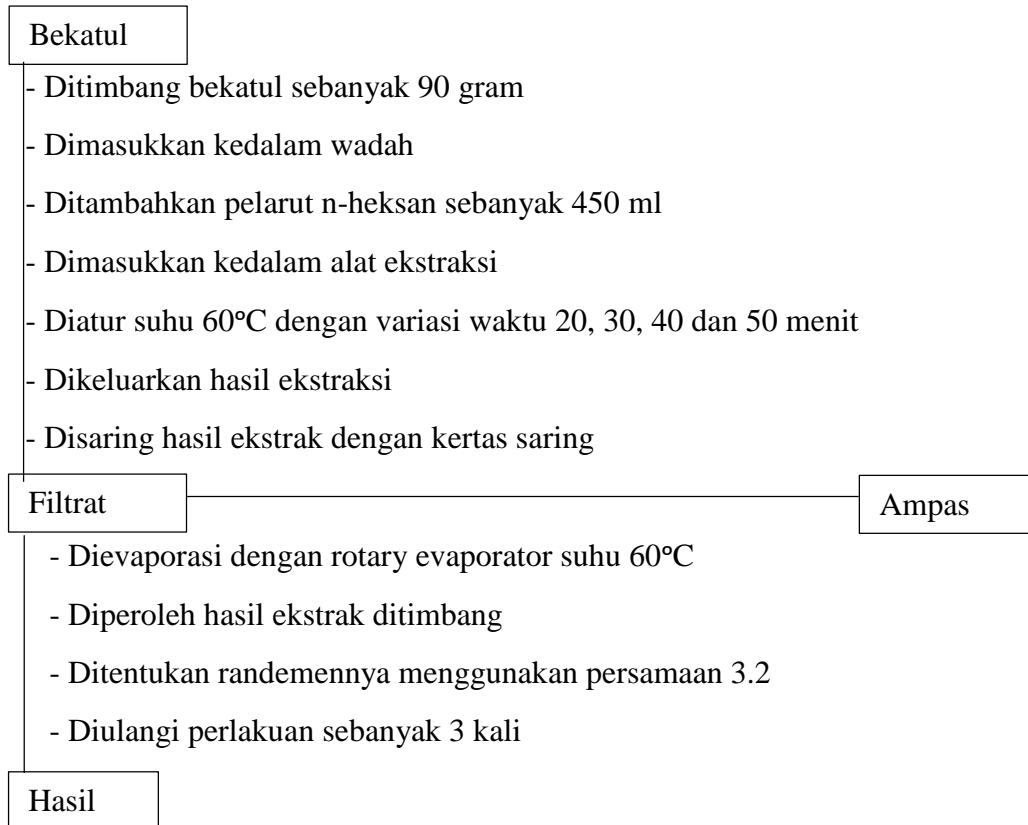 Bekatul
- Ditimbang bekatul sebanyak 90 gram
- Dimasukkan kedalam wadah
- Ditambahkan pelarut n-heksan sebanyak 450 ml
- Dimasukkan kedalam alat ekstraksi
- Diatur suhu 60°C dengan variasi waktu 20, 30, 40 dan 50 menit
- Dikeluarkan hasil ekstraksi
- Disaring hasil ekstrak dengan kertas saring
Filtrat Ampas
- Dievaporasi dengan rotary evaporator suhu 60°C
- Diperoleh hasil ekstrak ditimbang
- Ditentukan randemennya menggunakan persamaan 3.2
- Diulangi perlakuan sebanyak 3 kali
Hasil